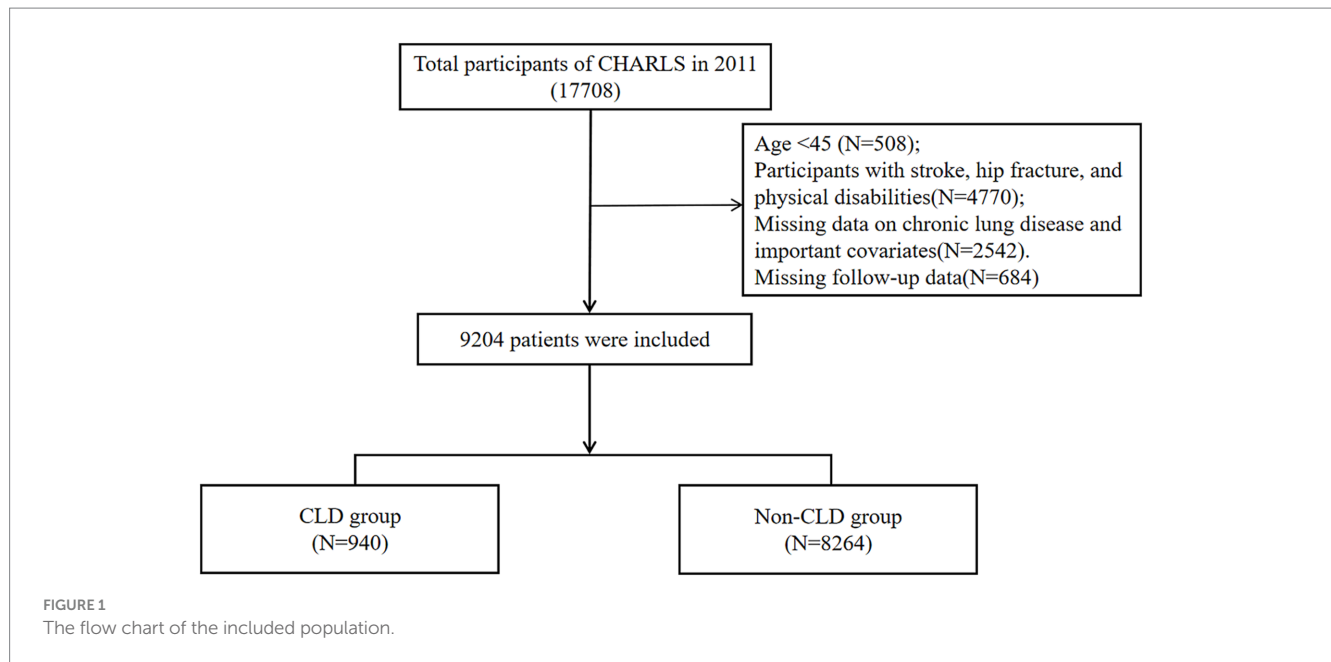 Total participants of CHARLS in 2011
(17708)
Age <45 (N=508);
Participants with stroke, hip fracture, and
physical disabilities(N=4770);
Missing data on chronic lung disease and
important covariates(N=2542).
Missing follow-up data(N=684)
9204 patients were included
CLD group
(N=940)
Non-CLD group
(N=8264)
FIGURE 1
The flow chart of the included population.